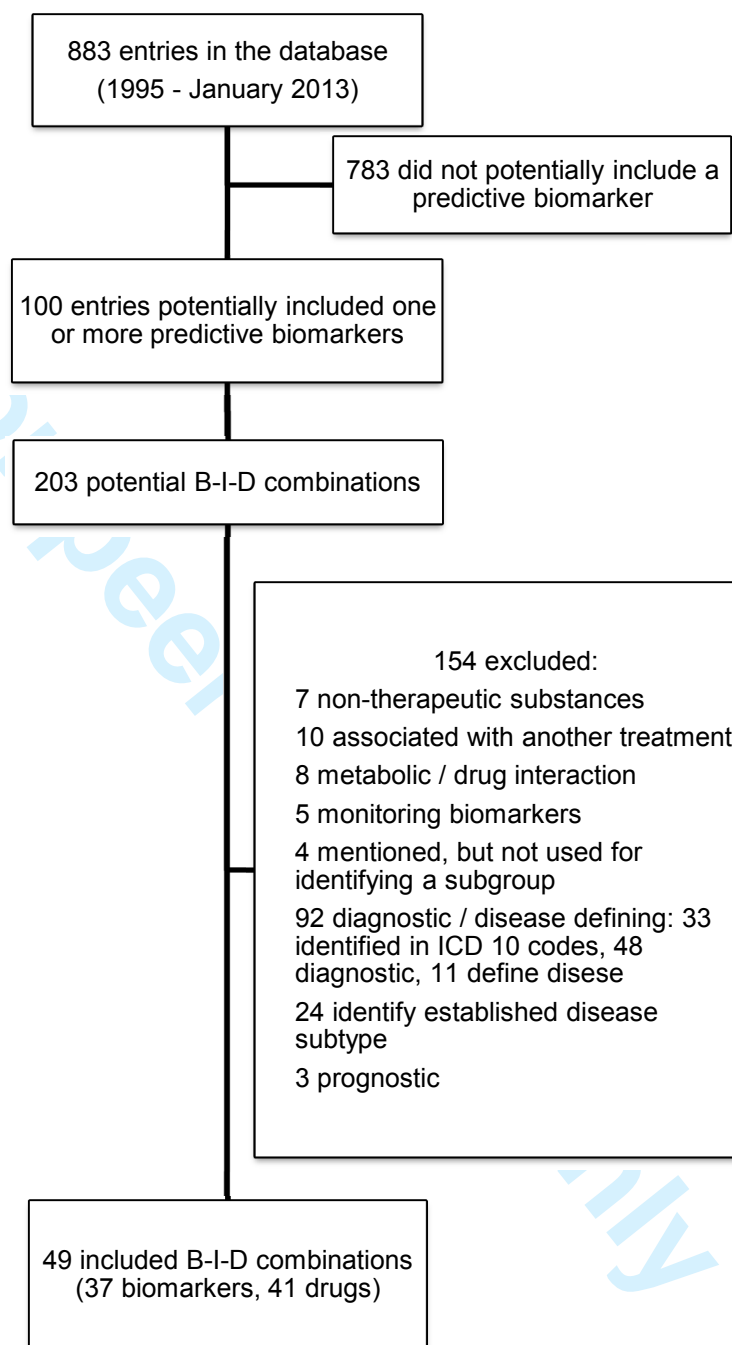 883 entries in the database
(1995 - January 2013)
783 did not potentially include a
predictive biomarker
100 entries potentially included one
or more predictive biomarkers
203 potential B-I-D combinations
154 excluded:
7 non-therapeutic substances
10 associated with another treatment
8 metabolic / drug interaction
5 monitoring biomarkers
4 mentioned, but not used for
identifying a subgroup
92 diagnostic / disease defining: 33
identified in ICD 10 codes, 48
diagnostic, 11 define disese
24 identify established disease
subtype
3 prognostic
49 included B-I-D combinations
(37 biomarkers, 41 drugs)
peer
only